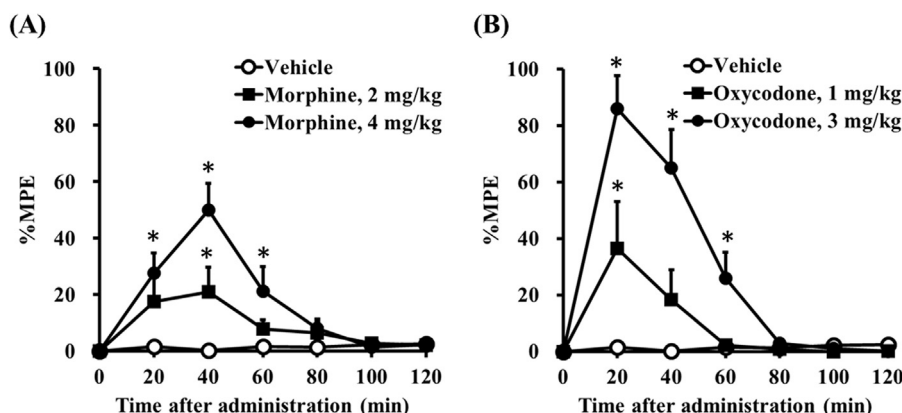 (A)
Vehicle
Morphine, 2 mg/kg
Morphine, 4 mg/kg
*
*
*
*
%MPE
100
80
60
40
20
0
0 20 40 60 80 100 120
Time after administration (min)
(B)
Vehicle
Oxycodone, 1 mg/kg
Oxycodone, 3 mg/kg
*
*
*
*
%MPE
100
80
60
40
20
0
0 20 40 60 80 100 120
Time after administration (min)